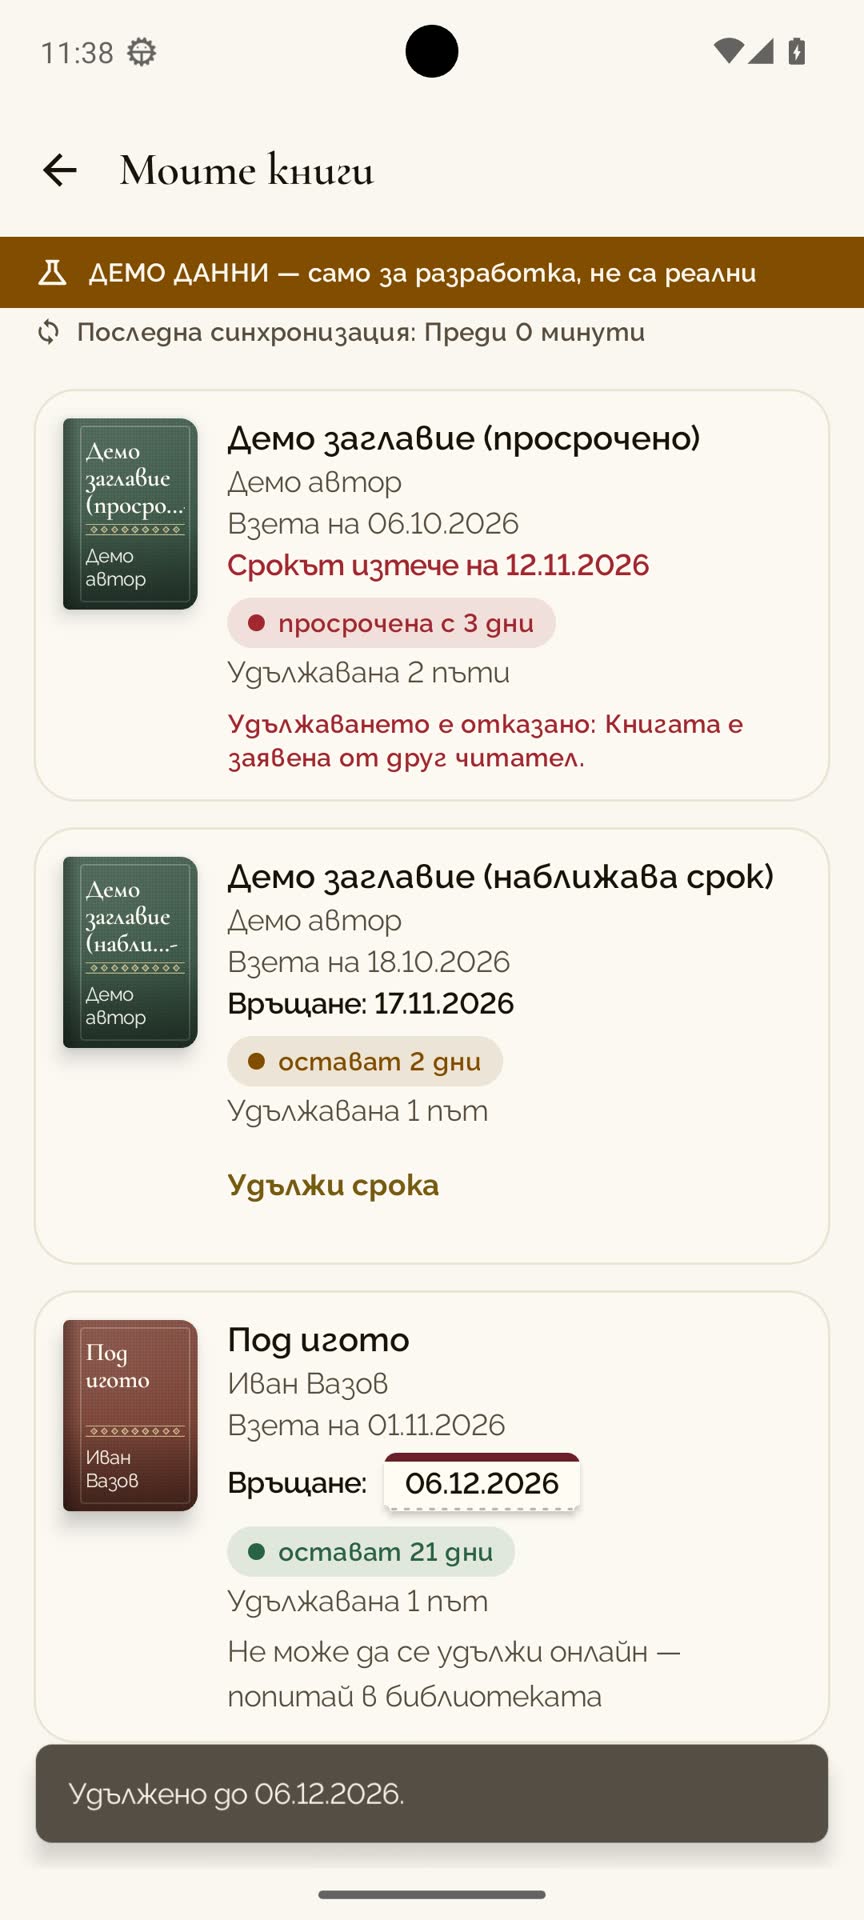 11:38
Моите книги
ДЕМО ДАННИ — само за разработка, не са реални
Последна синхронизация: Преди 0 минути
Демо
заглавие
(просро...
Демо
автор
Демо заглавие (просрочено)
Демо автор
Взета на 06.10.2026
Срокът изтече на 12.11.2026
просрочена с 3 дни
Удължавана 2 пъти
Удължаването е отказано: Книгата е
заявена от друг читател.
Демо
заглавие
(набли...-
Демо
автор
Демо заглавие (наближава срок)
Демо автор
Взета на 18.10.2026
Връщане: 17.11.2026
остават 2 дни
Удължавана 1 път
Удължи срока
Под
игото
Иван
Вазов
Под игото
Иван Вазов
Взета на 01.11.2026
Връщане: 06.12.2026
остават 21 дни
Удължавана 1 път
Не може да се удължи онлайн —
попитай в библиотеката
Удължено до 06.12.2026.